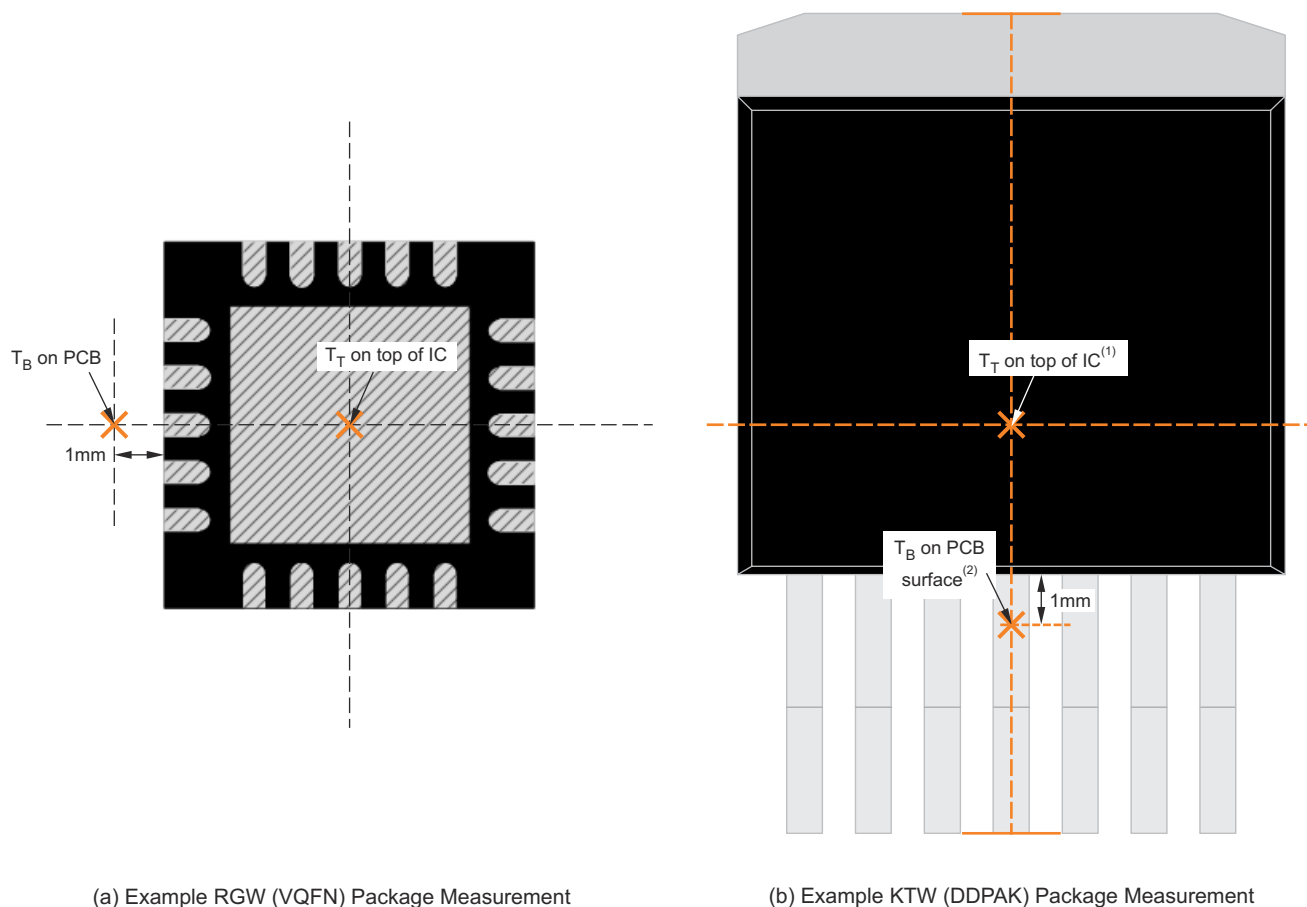 T_B on PCB
T_T on top of IC
1mm
T_T on top of IC(1)
T_B on PCB
surface(2)
1mm
(a) Example RGW (VQFN) Package Measurement
(b) Example KTW (DDPAK) Package Measurement